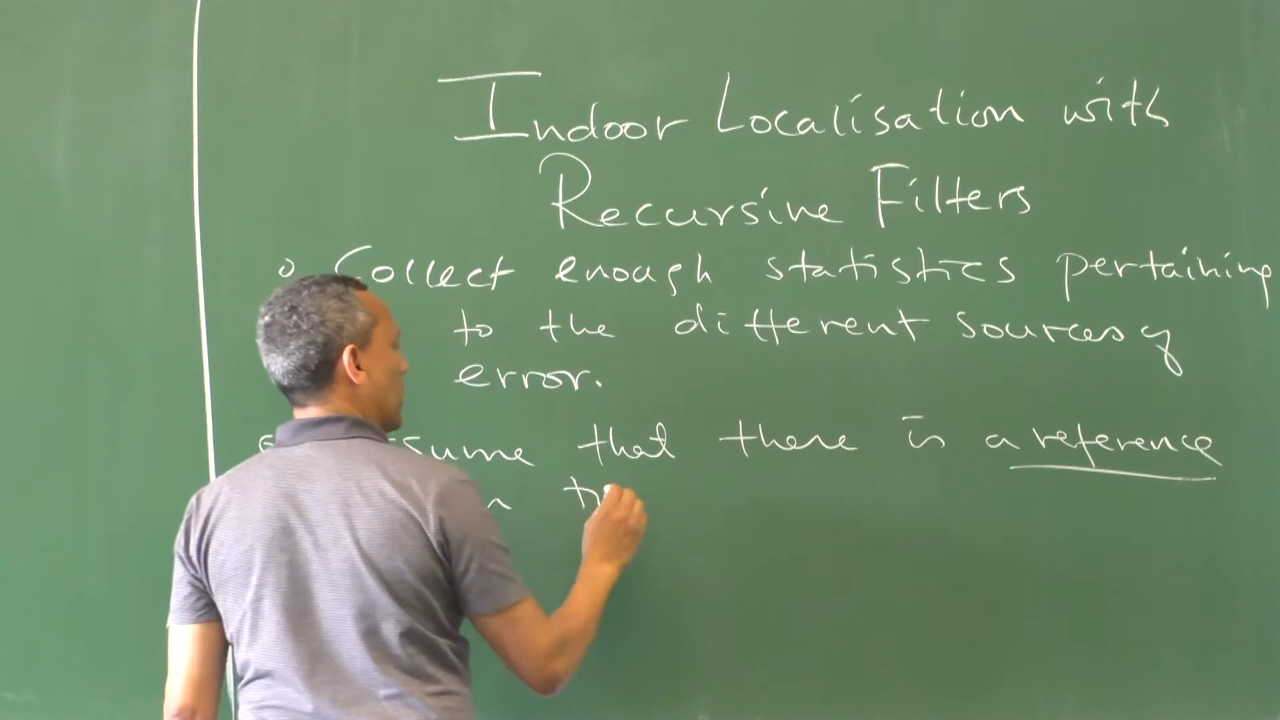 Indoor Localisation with
Recursive Filters
o Collect enough statistics pertaining
to the different sources of
error.
that there is a reference